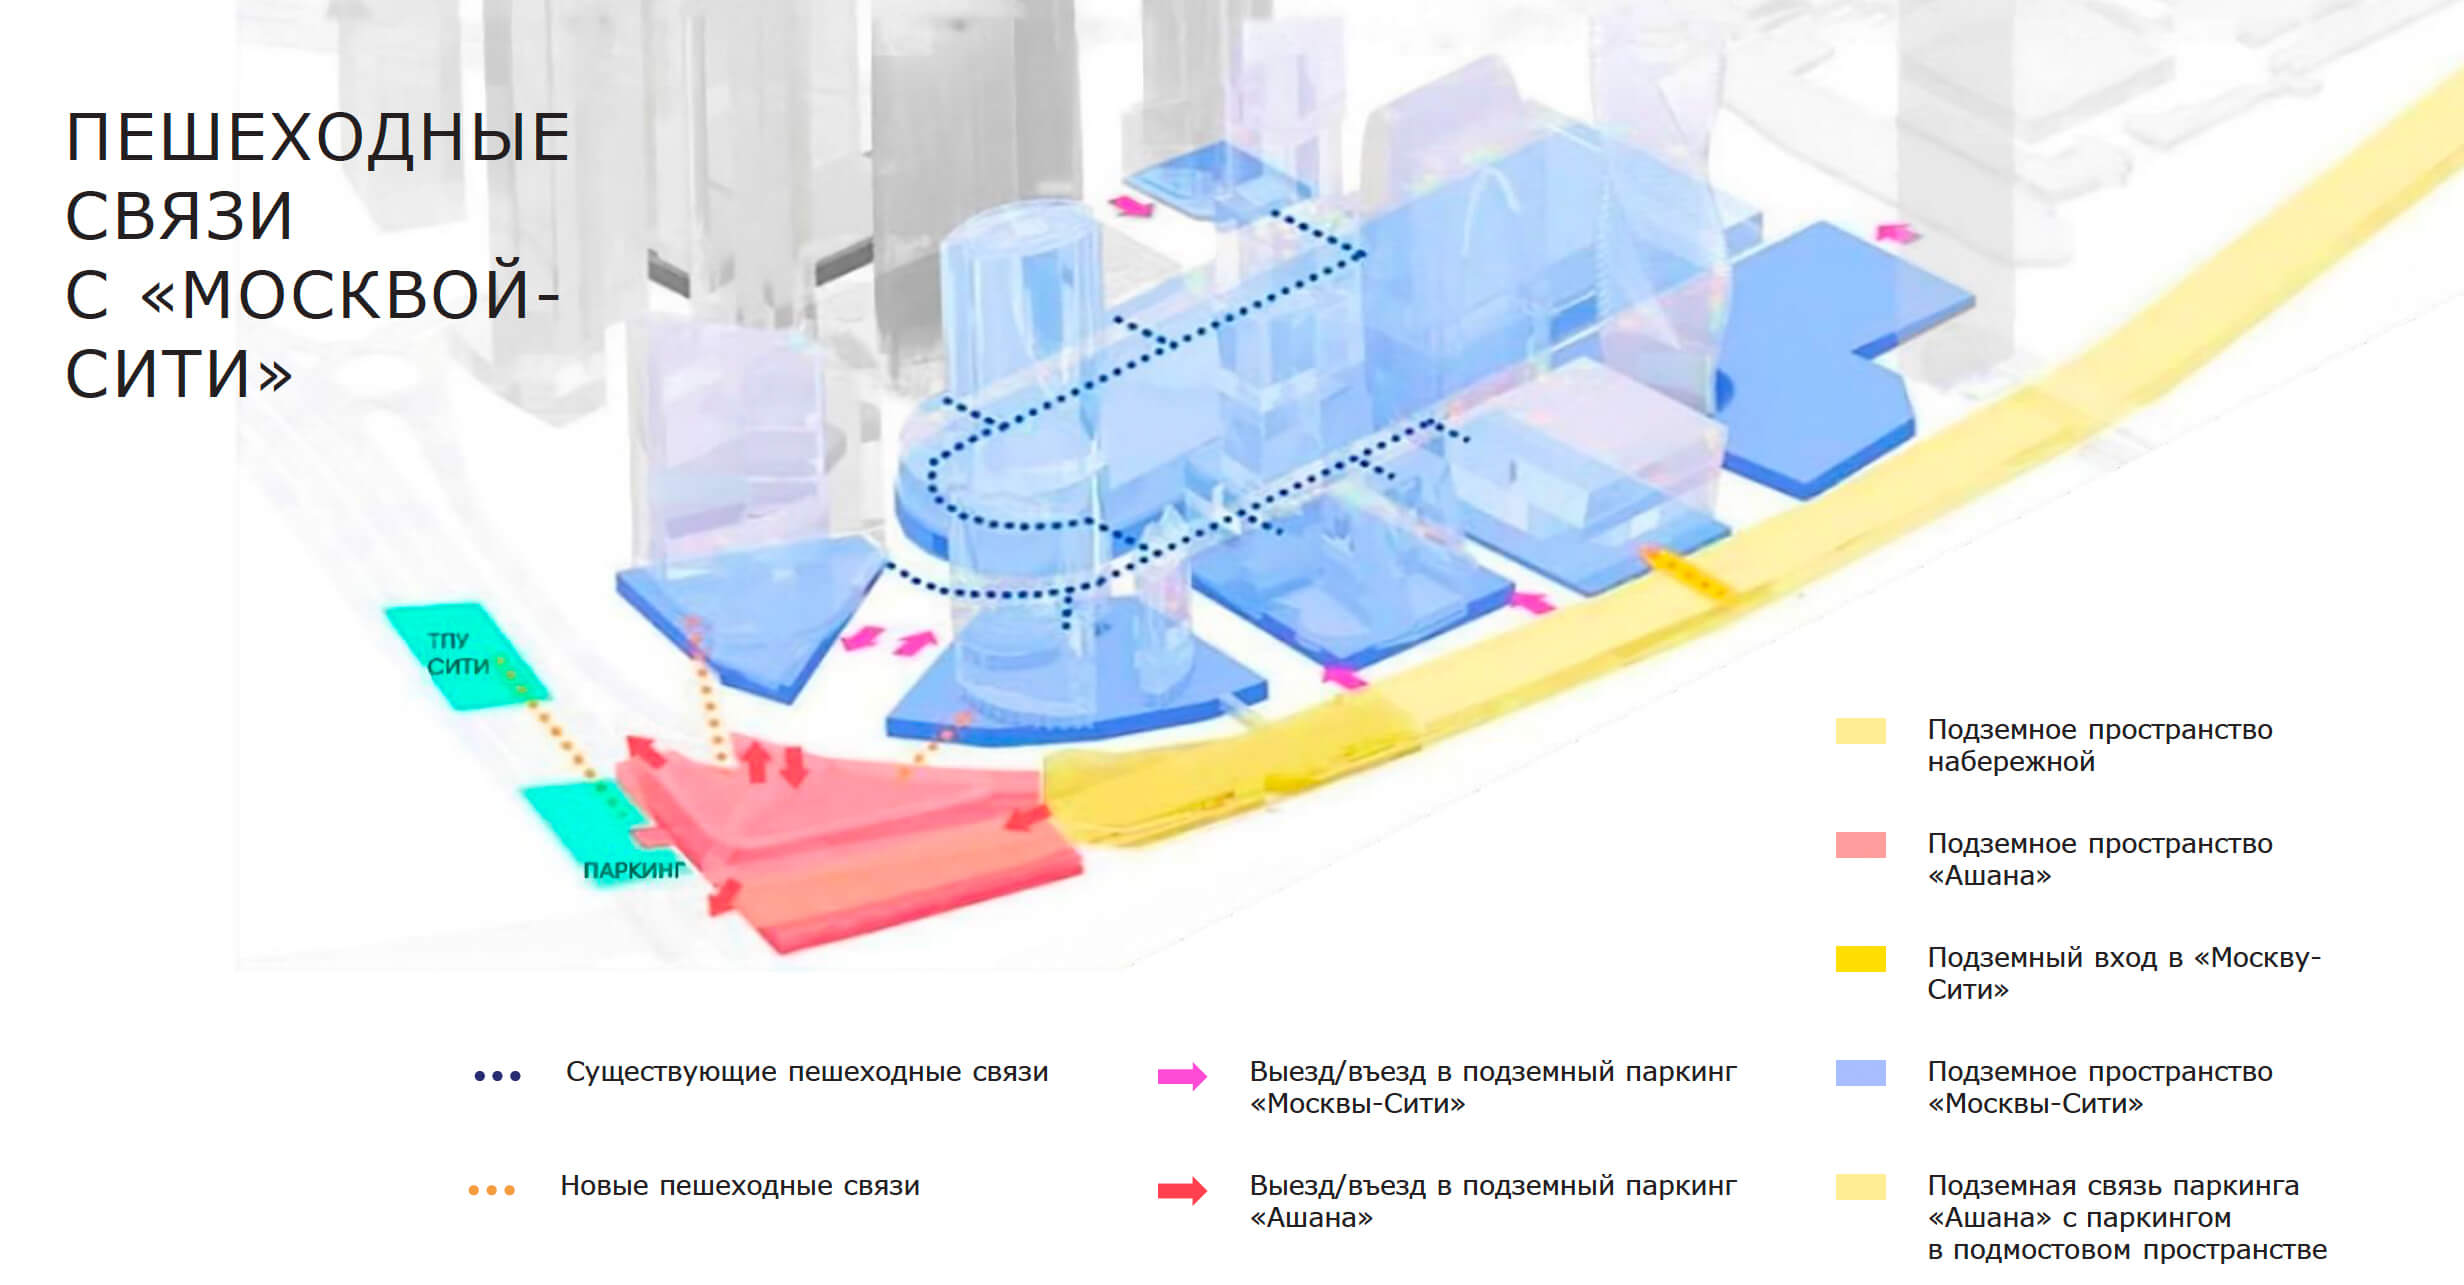 ПЕШЕХОДНЫЕ
СВЯЗИ
С «МОСКВОЙ-
СИТИ»
ТПУ
СИТИ
ПАРКИНГ
Существующие пешеходные связи
Новые пешеходные связи
Выезд/въезд в подземный паркинг
«Москвы-Сити»
Выезд/въезд в подземный паркинг
«Ашана»
Подземное пространство
набережной
Подземное пространство
«Ашана»
Подземный вход в «Москву-
Сити»
Подземное пространство
«Москвы-Сити»
Подземная связь паркинга
«Ашана» с паркингом
в подмостовом пространстве